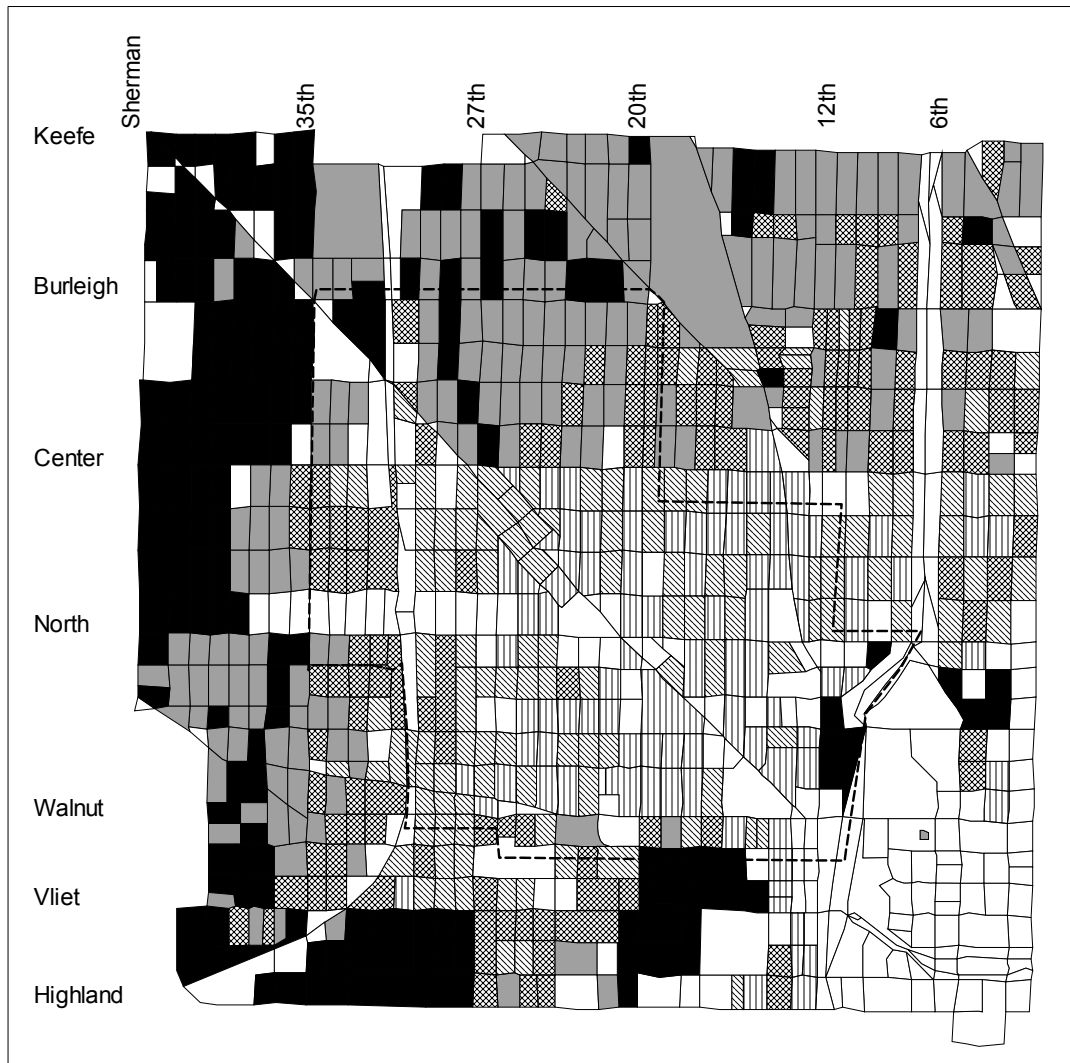 Sherman
35th
27th
20th
12th
6th
Keefe
Burleigh
Center
North
Walnut
Vliet
Highland